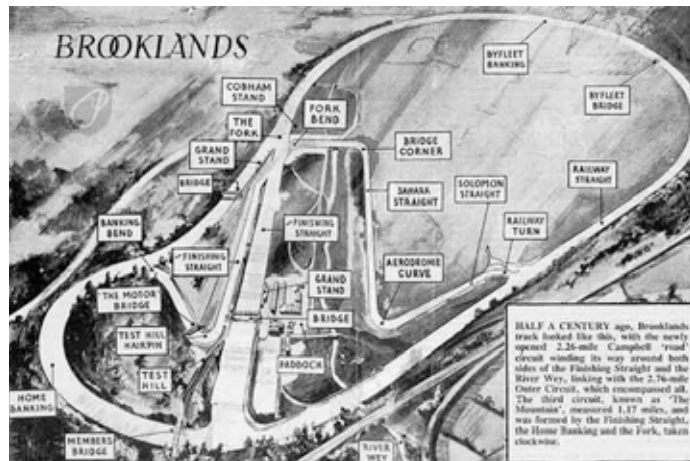 BROOKLANDS
BYFLEET
BANKING
BYFLEET
BRIDGE
COBHAM
STAND
FORK
BEND
THE
FORK
GRAND
STAND
BRIDGE
BRIDGE
CORNER
SAHARA
STRAIGHT
SOLOMON
STRAIGHT
RAILWAY
STRAIGHT
RAILWAY
TURN
BANKING
BEND
FINISHING
STRAIGHT
FINISHING
STRAIGHT
GRAND
STAND
AERODROME
CURVE
'THE MOTOR'
BRIDGE
BRIDGE
TEST HILL
HAIRPIN
TEST
HILL
PADDOCK
HOME
BANKING
MEMBERS
BRIDGE
RIVER
WEY
HALF A CENTURY ago, Brooklands
track looked like this, with the newly
opened 2.26-mile Campbell 'road'
circuit winding its way around both
sides of the Finishing Straight and the
River Wey, linking with the 2.76-mile
Outer Circuit, which encompassed all.
The third circuit, known as 'The
Mountain', measured 1.17 miles, and
was formed by the Finishing Straight,
the Home Banking and the Fork, taken
clockwise.